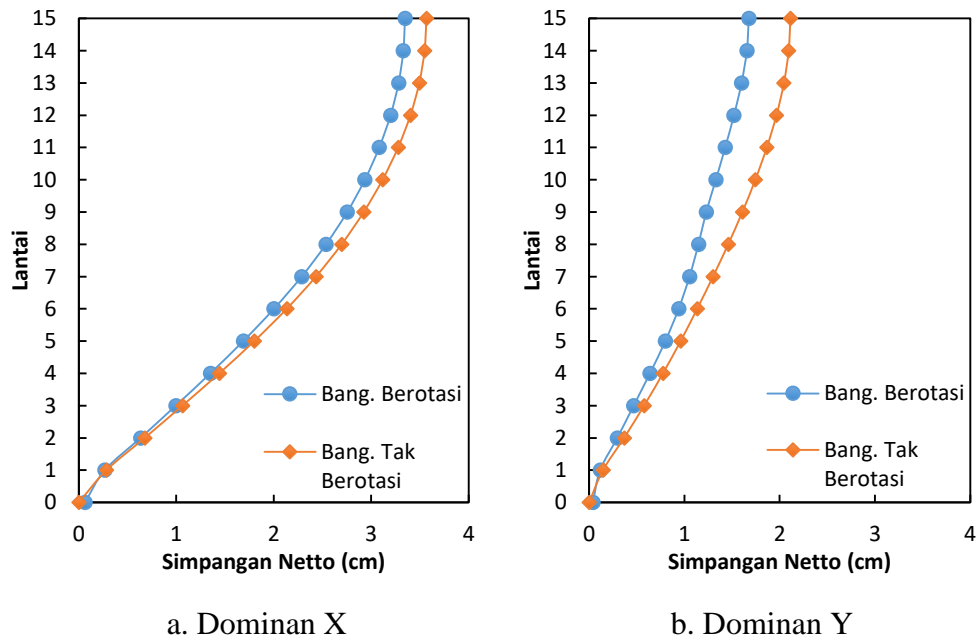 15
14
13
12
11
10
9
8
7
6
5
4
3
2
1
0
Lantai
Bang. Berotasi
Bang. Tak
Berotasi
0 1 2 3 4
Simpangan Netto (cm)
a. Dominan X
15
14
13
12
11
10
9
8
7
6
5
4
3
2
1
0
Lantai
Bang. Berotasi
Bang. Tak
Berotasi
0 1 2 3 4
Simpangan Netto (cm)
b. Dominan Y